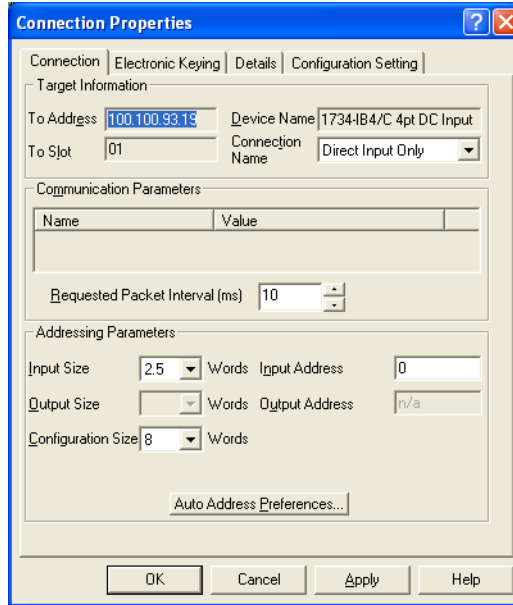 Connection Properties
Connection Electronic Keying Details Configuration Setting
Target Information
To Address 100.100.93.19 Device Name 1734-IB4/C 4pt DC Input
To Slot 01 Connection Name Direct Input Only
Communication Parameters
Name Value
Requested Packet Interval (ms) 10
Addressing Parameters
Input Size 2.5 Words Input Address 0
Output Size Words Output Address n/a
Configuration Size 8 Words
Auto Address Preferences...
OK Cancel Apply Help